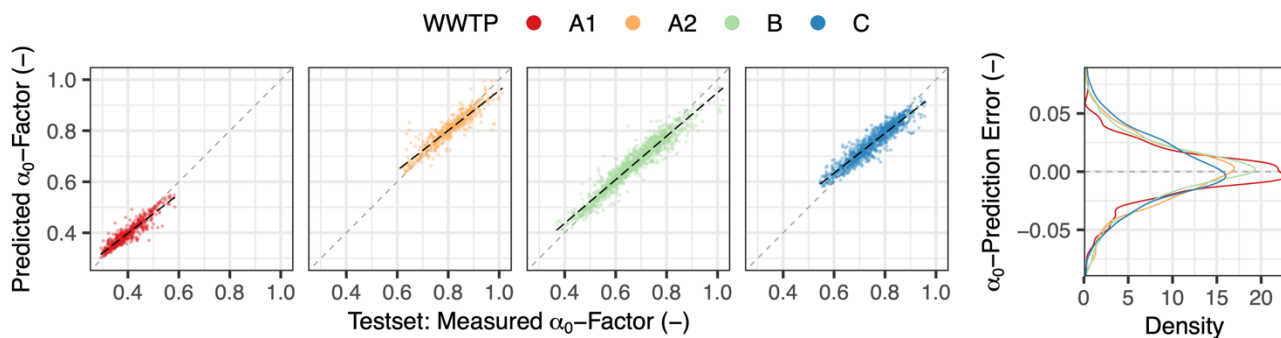 WWTP A1 A2 B C
Predicted α₀−Factor (−)
1.0
0.8
0.6
0.4
0.4 0.6 0.8 1.0 0.4 0.6 0.8 1.0 0.4 0.6 0.8 1.0 0.4 0.6 0.8 1.0
Testset: Measured α₀−Factor (−)
α₀−Prediction Error (−)
0.05
0.00
−0.05
0 5 10 15 20
Density